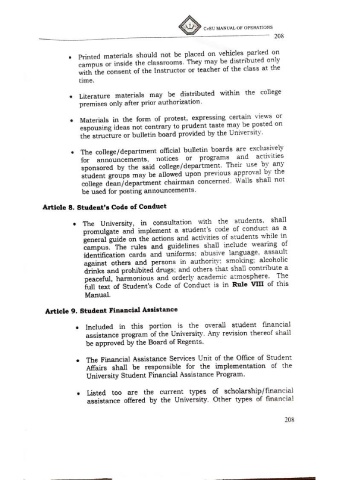 CvSU MANUAL OF OPERATIONS
208
• Printed materials should not be placed on vehicles parked on
campus or inside the classrooms. They may be distributed only
with the consent of the Instructor or teacher of the class at the
time.
• Literature materials may be distributed within the college
premises only after prior authorization.
• Materials in the form of protest, expressing certain views or
espousing ideas not contrary to prudent taste may be posted on
the structure or bulletin board provided by the University.
• The college/department official bulletin boards are exclusively
for announcements, notices or programs and activities
sponsored by the said college/department. Their use by any
student groups may be allowed upon previous approval by the
college dean/department chairman concerned. Walls shall not
be used for posting announcements.
Article 8. Student's Code of Conduct
• The University, in consultation with the students, shall
promulgate and implement a student's code of conduct as a
general guide on the actions and activities of students while in
campus. The rules and guidelines shall include wearing of
identification cards and uniforms; abusive language, assault
against others and persons in authority; smoking; alcoholic
drinks and prohibited drugs; and others that shall contribute a
peaceful, harmonious and orderly academic atmosphere. The
full text of Student's Code of Conduct is in Rule VIII of this
Manual.
Article 9. Student Financial Assistance
• Included in this portion is the overall student financial
assistance program of the University. Any revision thereof shall
be approved by the Board of Regents.
• The Financial Assistance Services Unit of the Office of Student
Affairs shall be responsible for the implementation of the
University Student Financial Assistance Program.
• Listed too are the current types of scholarship/financial
assistance offered by the University. Other types of financial
208